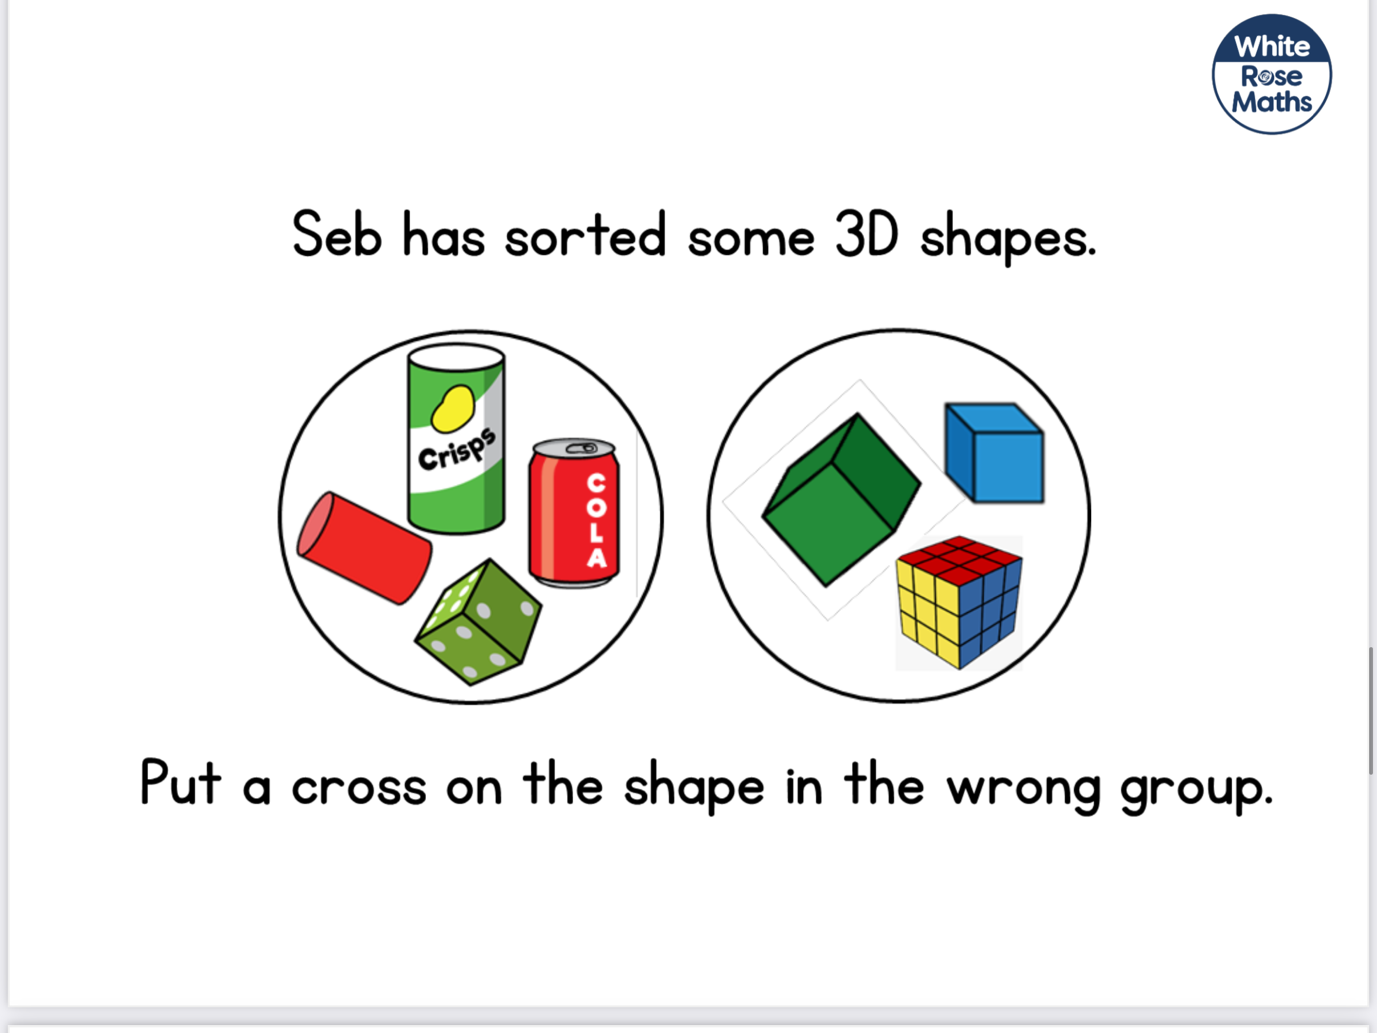 White
Rose
Maths
Seb has sorted some 3D shapes.
Crisps
COLA
Put a cross on the shape in the wrong group.